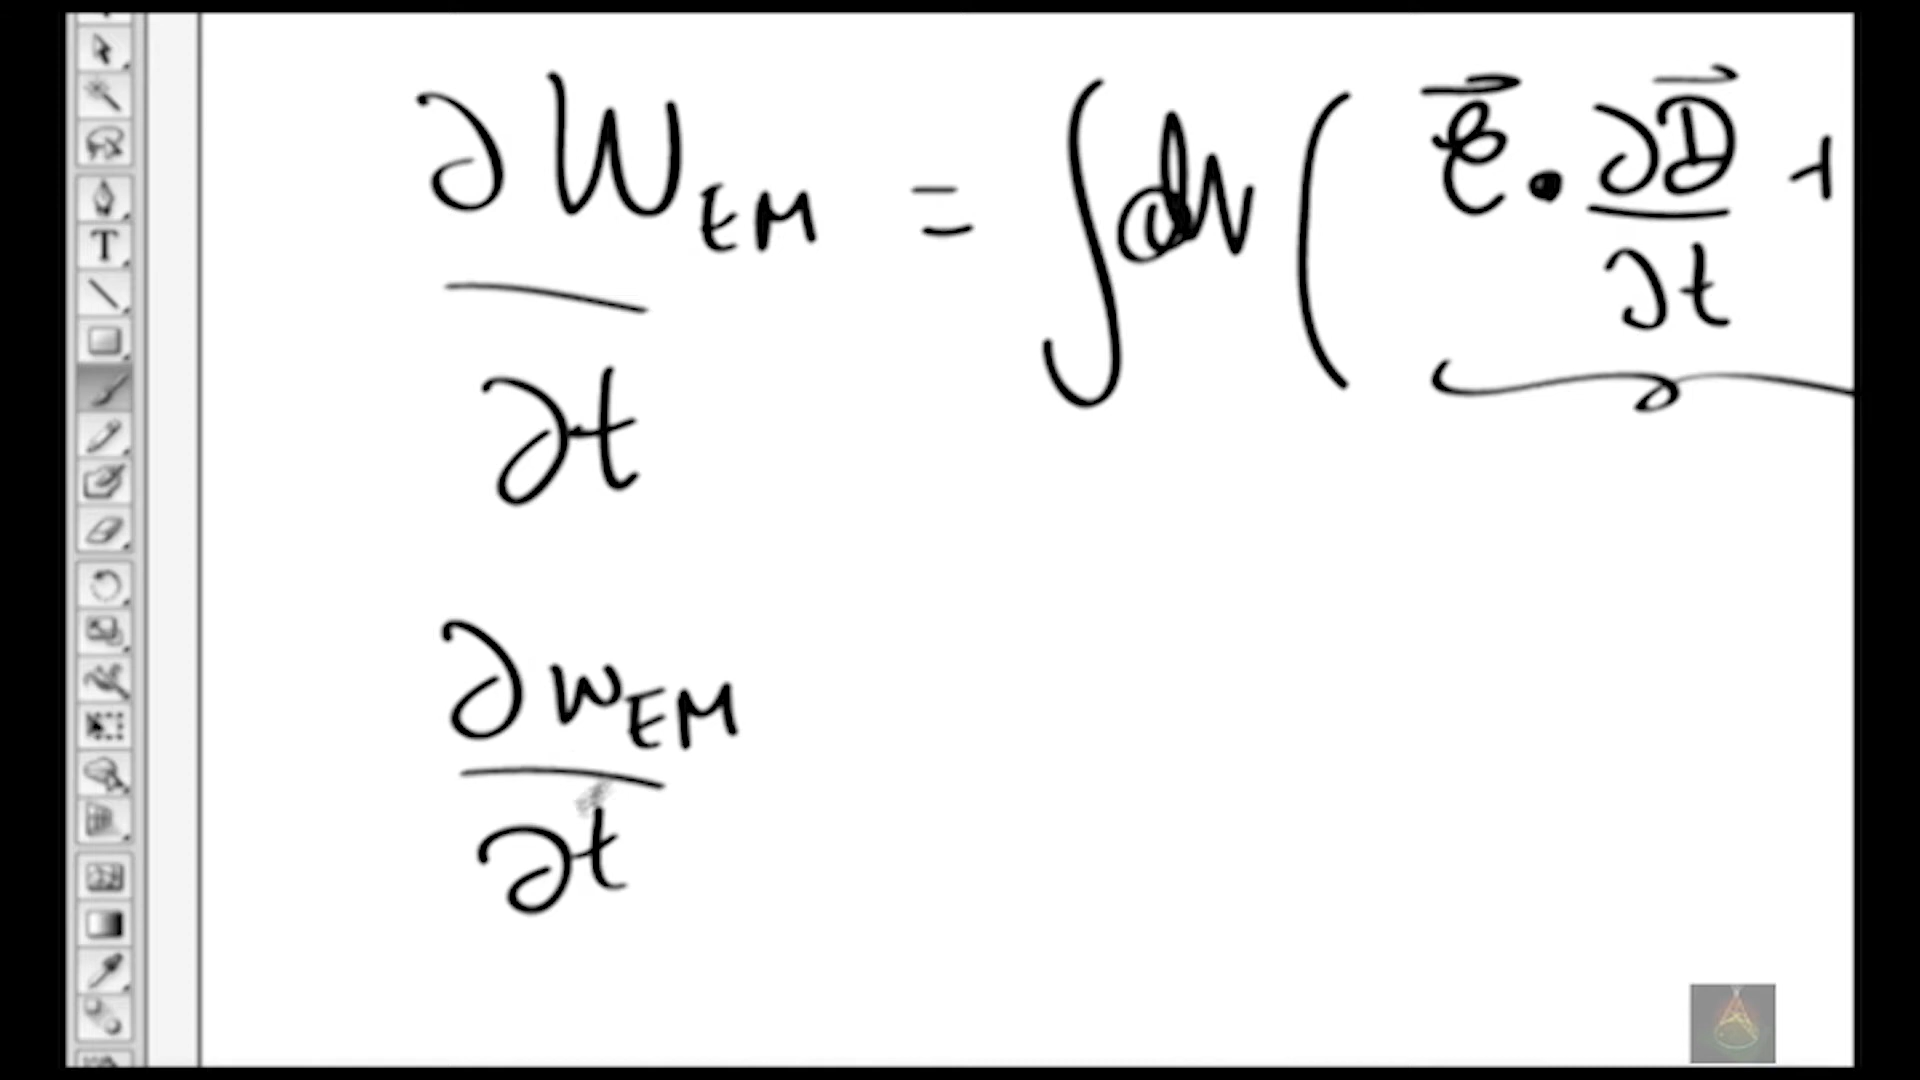 ∂W_EM/∂t = ∫dv ( E⃗ · ∂D⃗/∂t +
∂w_EM/∂t